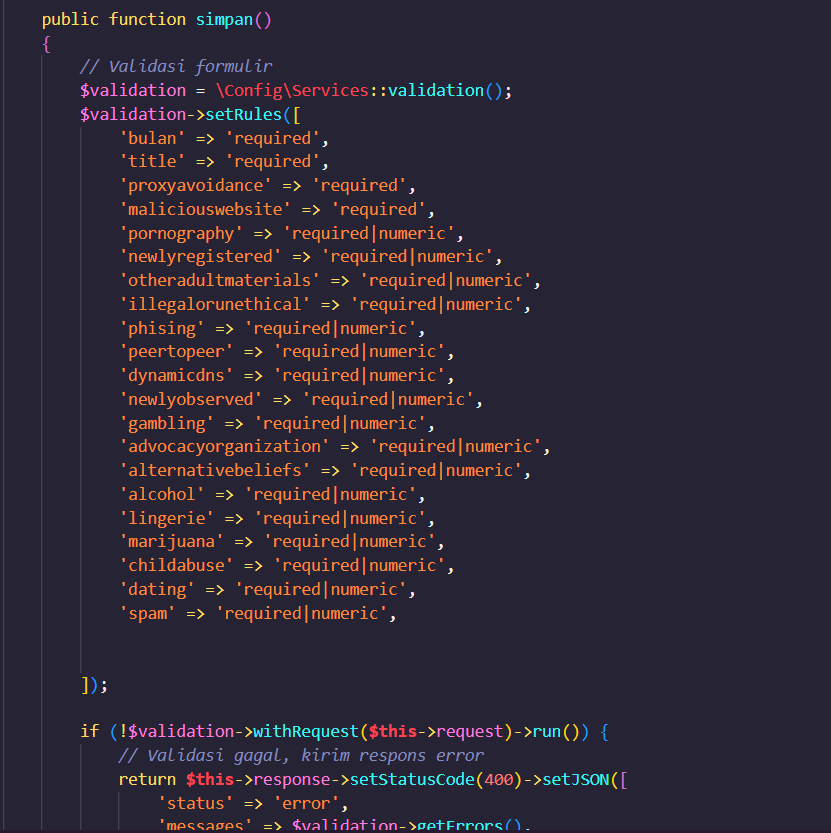 public function simpan()
{
// Validasi formulir
$validation = \Config\Services::validation();
$validation->setRules([
'bulan' => 'required',
'title' => 'required',
'proxyavoidance' => 'required',
'maliciouswebsite' => 'required',
'pornography' => 'required|numeric',
'newlyregistered' => 'required|numeric',
'otheradultmaterials' => 'required|numeric',
'illegalorunethical' => 'required|numeric',
'phising' => 'required|numeric',
'peertopeer' => 'required|numeric',
'dynamicdns' => 'required|numeric',
'newlyobserved' => 'required|numeric',
'gambling' => 'required|numeric',
'advocacyorganization' => 'required|numeric',
'alternativebeliefs' => 'required|numeric',
'alcohol' => 'required|numeric',
'lingerie' => 'required|numeric',
'marijuana' => 'required|numeric',
'childabuse' => 'required|numeric',
'dating' => 'required|numeric',
'spam' => 'required|numeric',
]);
if (!$validation->withRequest($this->request)->run()) {
// Validasi gagal, kirim respons error
return $this->response->setStatusCode(400)->setJSON([
'status' => 'error',
'messages' => $validation->getErrors(),